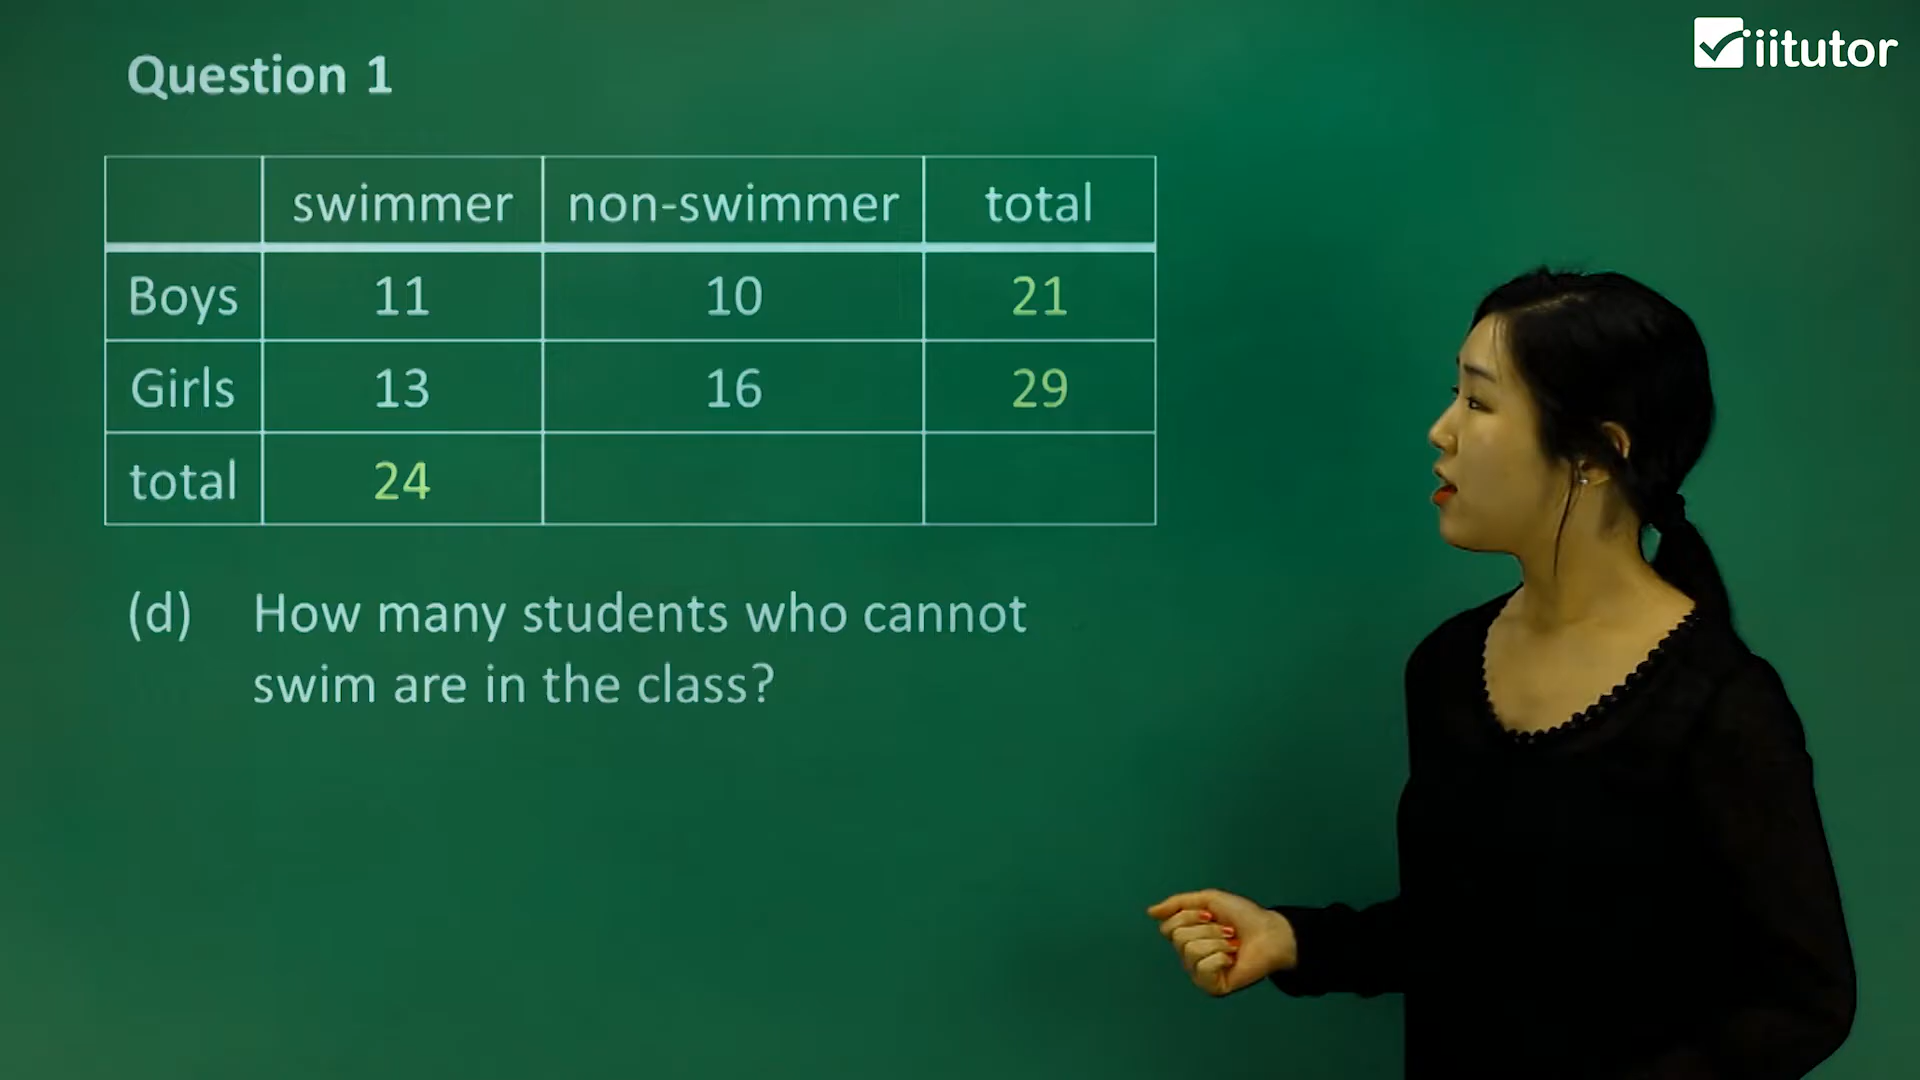 iitutor
Question 1
swimmer non-swimmer total
Boys 11 10 21
Girls 13 16 29
total 24
(d) How many students who cannot
swim are in the class?